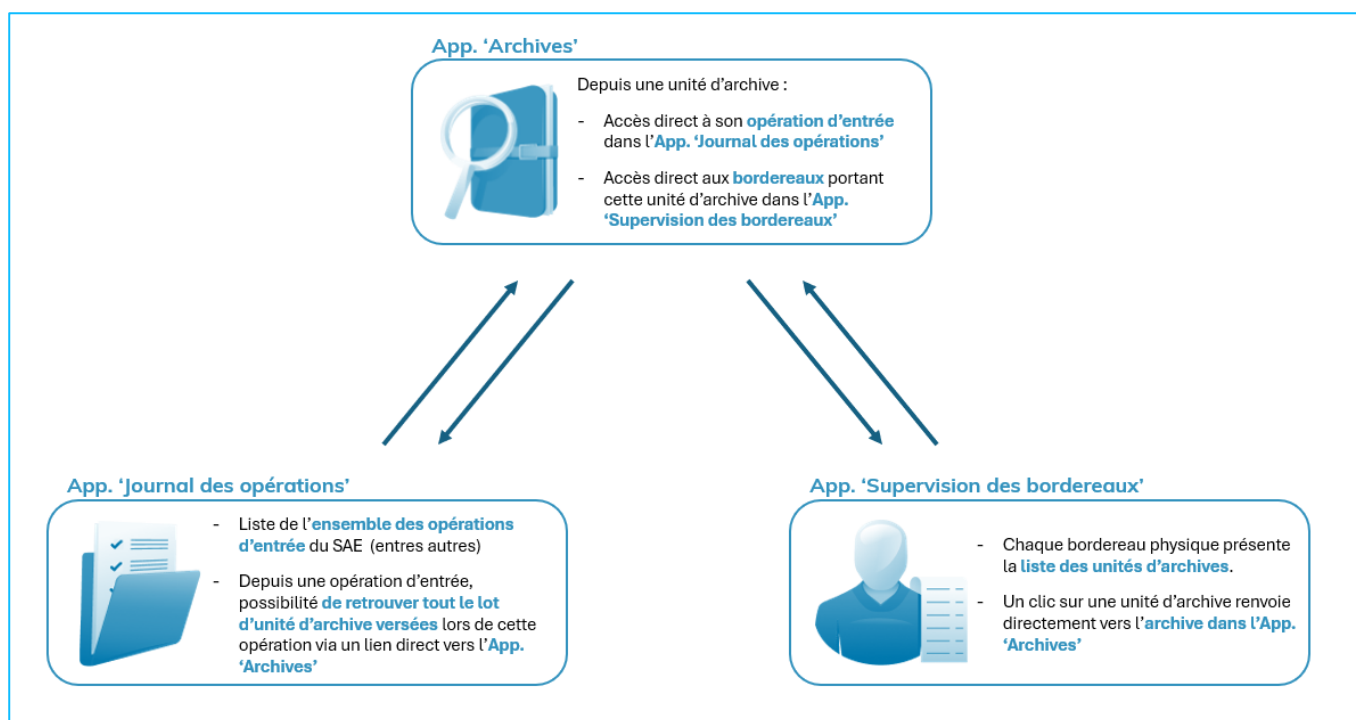 App. ‘Archives’
Depuis une unité d’archive :
- Accès direct à son opération d’entrée
dans l’App. ‘Journal des opérations’
- Accès direct aux bordereaux portant
cette unité d’archive dans l’App.
‘Supervision des bordereaux’
App. ‘Journal des opérations’
- Liste de l’ensemble des opérations
d’entrée du SAE (entres autres)
- Depuis une opération d’entrée,
possibilité de retrouver tout le lot
d’unité d’archive versées lors de cette
opération via un lien direct vers l’App.
‘Archives’
App. ‘Supervision des bordereaux’
- Chaque bordereau physique présente
la liste des unités d’archives.
- Un clic sur une unité d’archive renvoie
directement vers l’archive dans l’App.
‘Archives’